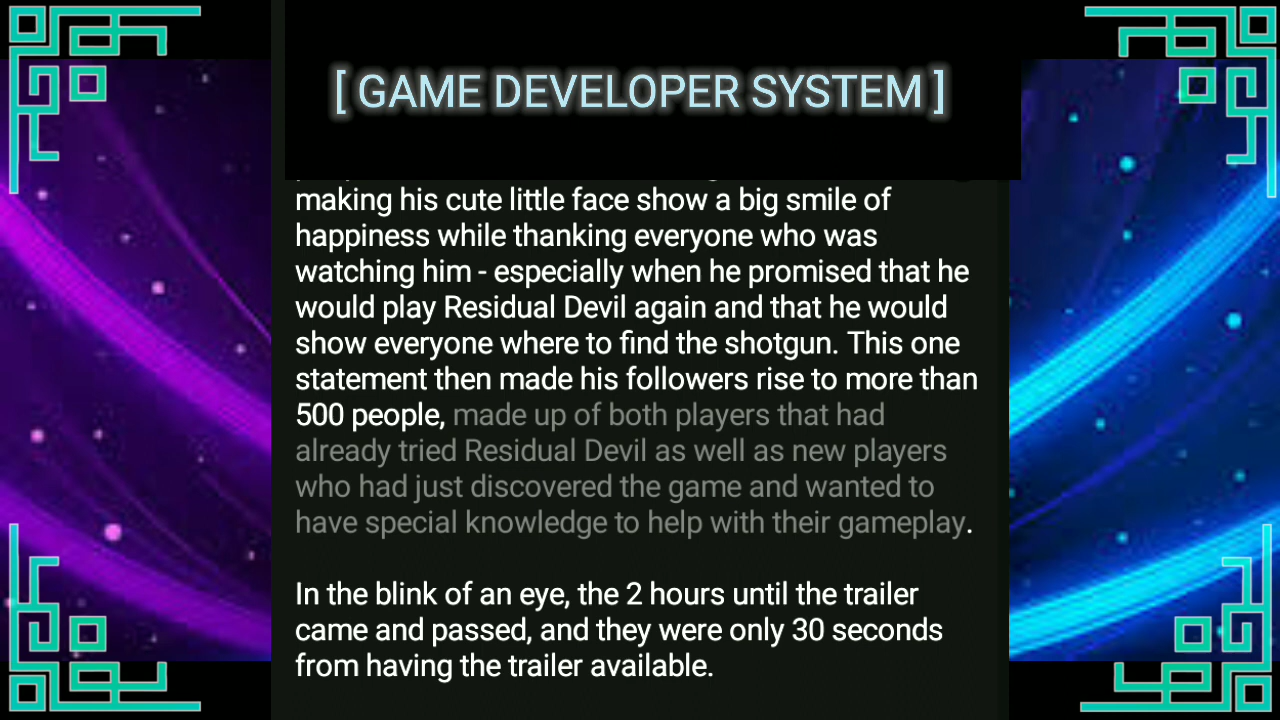 [ GAME DEVELOPER SYSTEM ]
making his cute little face show a big smile of
happiness while thanking everyone who was
watching him - especially when he promised that he
would play Residual Devil again and that he would
show everyone where to find the shotgun. This one
statement then made his followers rise to more than
500 people, made up of both players that had
already tried Residual Devil as well as new players
who had just discovered the game and wanted to
have special knowledge to help with their gameplay.
In the blink of an eye, the 2 hours until the trailer
came and passed, and they were only 30 seconds
from having the trailer available.